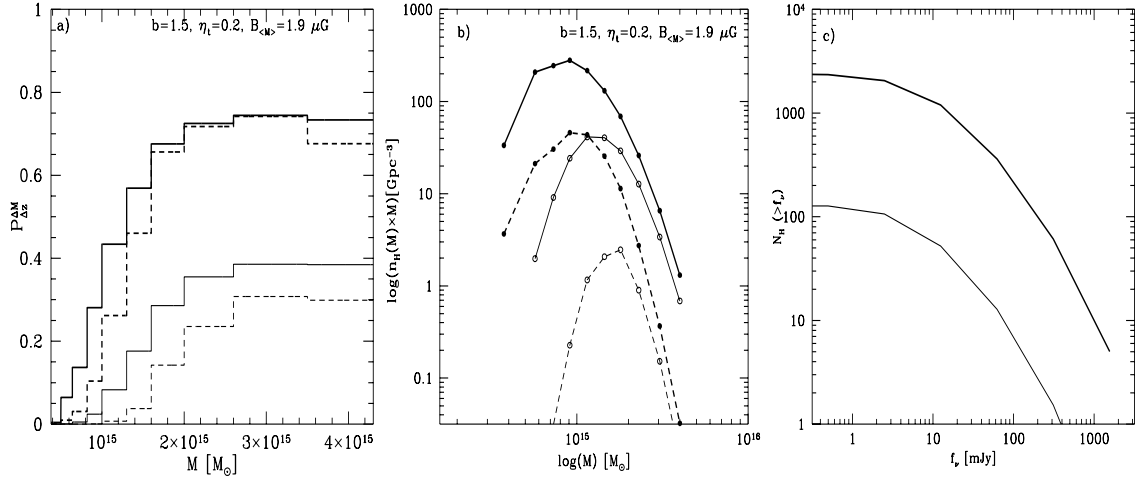 a)
b=1.5, η_t=0.2, B_<M>=1.9 μG
P^ΔM_Δz
1
0.8
0.6
0.4
0.2
0
10^15
2×10^15
3×10^15
4×10^15
M [M_⊙]
b)
b=1.5, η_t=0.2, B_<M>=1.9 μG
log(n_H(M)×M)[Gpc^-3]
1000
100
10
1
0.1
10^15
10^16
log(M) [M_⊙]
c)
N_H (>f_ν)
10^4
1000
100
10
1
1
10
100
1000
f_ν [mJy]